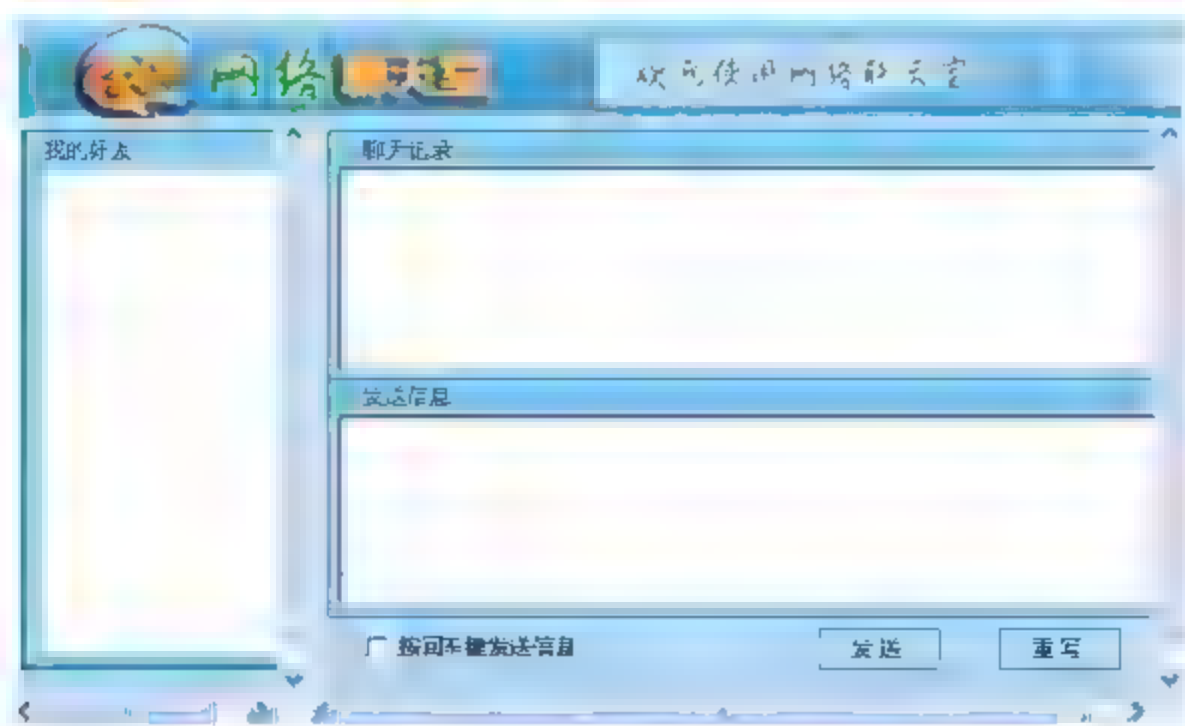 网络
欢迎使用网络聊天室
我的好友
聊天记录
发送信息
按回车键发送信息
发送
重写